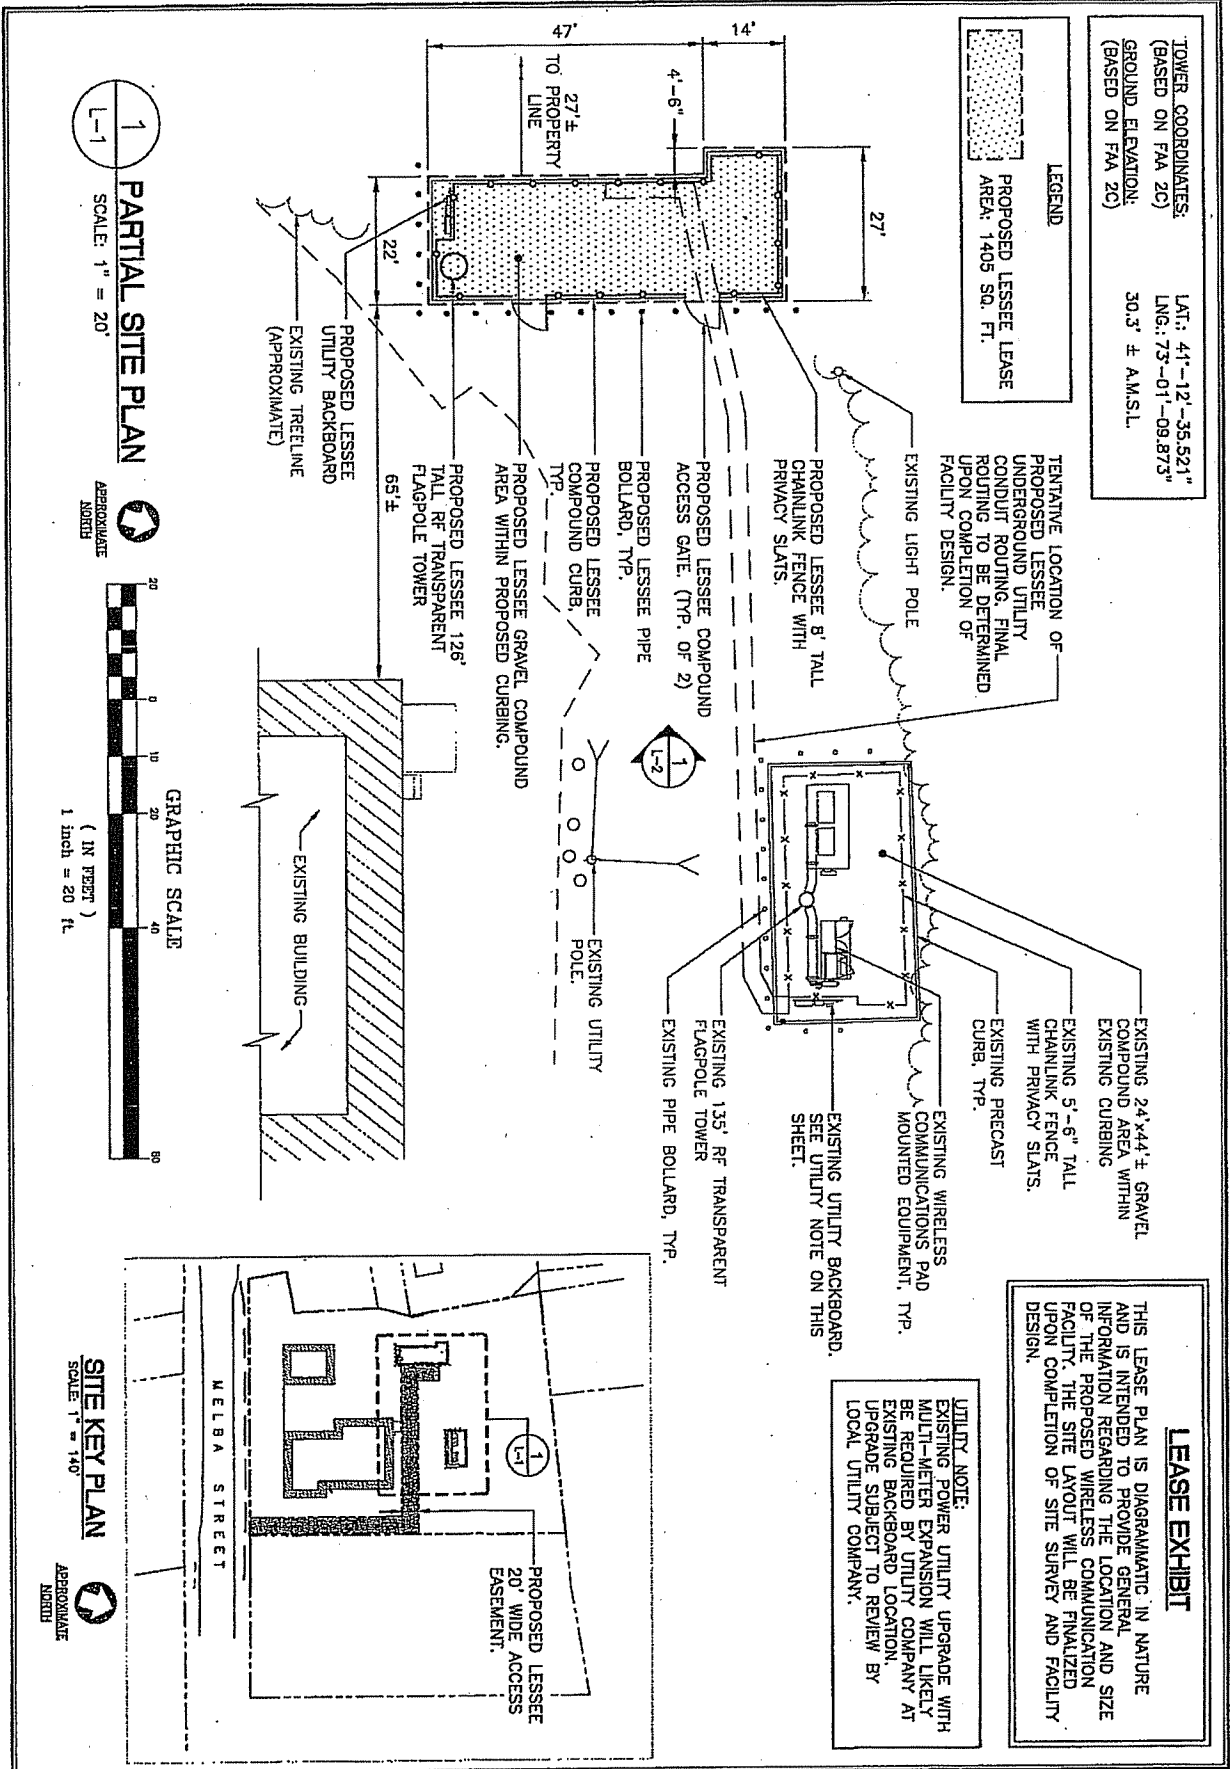 TOWER COORDINATES:
(BASED ON FAA 2C)
LAT.: 41°-12'-35.521"
LNG.: 73°-01'-09.873"
GROUND ELEVATION:
(BASED ON FAA 2C)
30.3' ± A.M.S.L.
LEGEND
PROPOSED LESSEE LEASE
AREA: 1405 SQ. FT.
LEASE EXHIBIT
THIS LEASE PLAN IS DIAGRAMMATIC IN NATURE
AND IS INTENDED TO PROVIDE GENERAL
INFORMATION REGARDING THE LOCATION AND SIZE
OF THE PROPOSED WIRELESS COMMUNICATION
FACILITY. THE SITE LAYOUT WILL BE FINALIZED
UPON COMPLETION OF SITE SURVEY AND FACILITY
DESIGN.
UTILITY NOTE:
EXISTING POWER UTILITY UPGRADE WITH
MULTI-METER EXPANSION WILL LIKELY
BE REQUIRED BY UTILITY COMPANY AT
EXISTING BACKBOARD LOCATION.
UPGRADE SUBJECT TO REVIEW BY
LOCAL UTILITY COMPANY.
TENTATIVE LOCATION OF
PROPOSED LESSEE
UNDERGROUND UTILITY
CONDUIT ROUTING. FINAL
ROUTING TO BE DETERMINED
UPON COMPLETION OF
FACILITY DESIGN.
EXISTING LIGHT POLE
EXISTING 24'x44'± GRAVEL
COMPOUND AREA WITHIN
EXISTING CURBING
EXISTING 5'-6" TALL
CHAINLINK FENCE
WITH PRIVACY SLATS.
EXISTING PRECAST
CURB, TYP.
EXISTING WIRELESS
COMMUNICATIONS PAD
MOUNTED EQUIPMENT, TYP.
EXISTING UTILITY BACKBOARD.
SEE UTILITY NOTE ON THIS
SHEET.
EXISTING 135' RF TRANSPARENT
FLAGPOLE TOWER
EXISTING PIPE BOLLARD, TYP.
EXISTING UTILITY
POLE.
14'
47'
27'
4'-6"
27'±
TO PROPERTY
LINE
22'
65'±
PROPOSED LESSEE 8' TALL
CHAINLINK FENCE WITH
PRIVACY SLATS.
PROPOSED LESSEE COMPOUND
ACCESS GATE. (TYP. OF 2)
PROPOSED LESSEE PIPE
BOLLARD, TYP.
PROPOSED LESSEE
COMPOUND CURB,
TYP.
PROPOSED LESSEE GRAVEL COMPOUND
AREA WITHIN PROPOSED CURBING.
PROPOSED LESSEE 126'
TALL RF TRANSPARENT
FLAGPOLE TOWER
PROPOSED LESSEE
UTILITY BACKBOARD
EXISTING TREELINE
(APPROXIMATE)
1
L-2
EXISTING BUILDING
1
L-1
PARTIAL SITE PLAN
SCALE: 1" = 20'
APPROXIMATE
NORTH
GRAPHIC SCALE
20 0 10 20 40 80
( IN FEET )
1 inch = 20 ft.
1
L-1
PROPOSED LESSEE
20' WIDE ACCESS
EASEMENT.
MELBA STREET
SITE KEY PLAN
SCALE: 1" = 140'
APPROXIMATE
NORTH